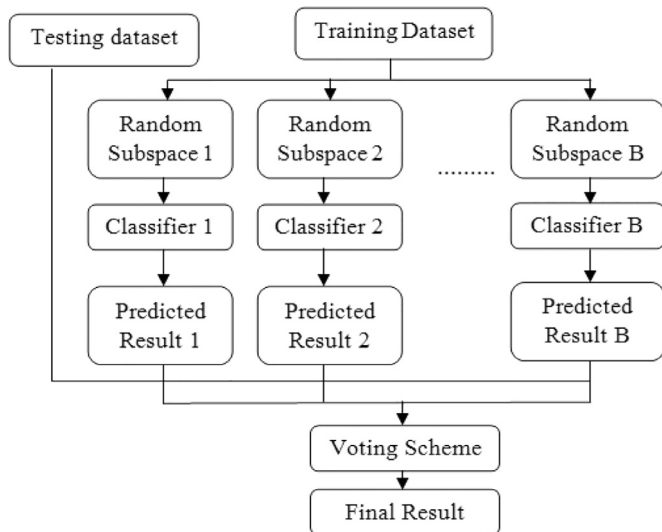 Testing dataset
Training Dataset
Random
Subspace 1
Random
Subspace 2
.........
Random
Subspace B
Classifier 1
Classifier 2
Classifier B
Predicted
Result 1
Predicted
Result 2
Predicted
Result B
Voting Scheme
Final Result